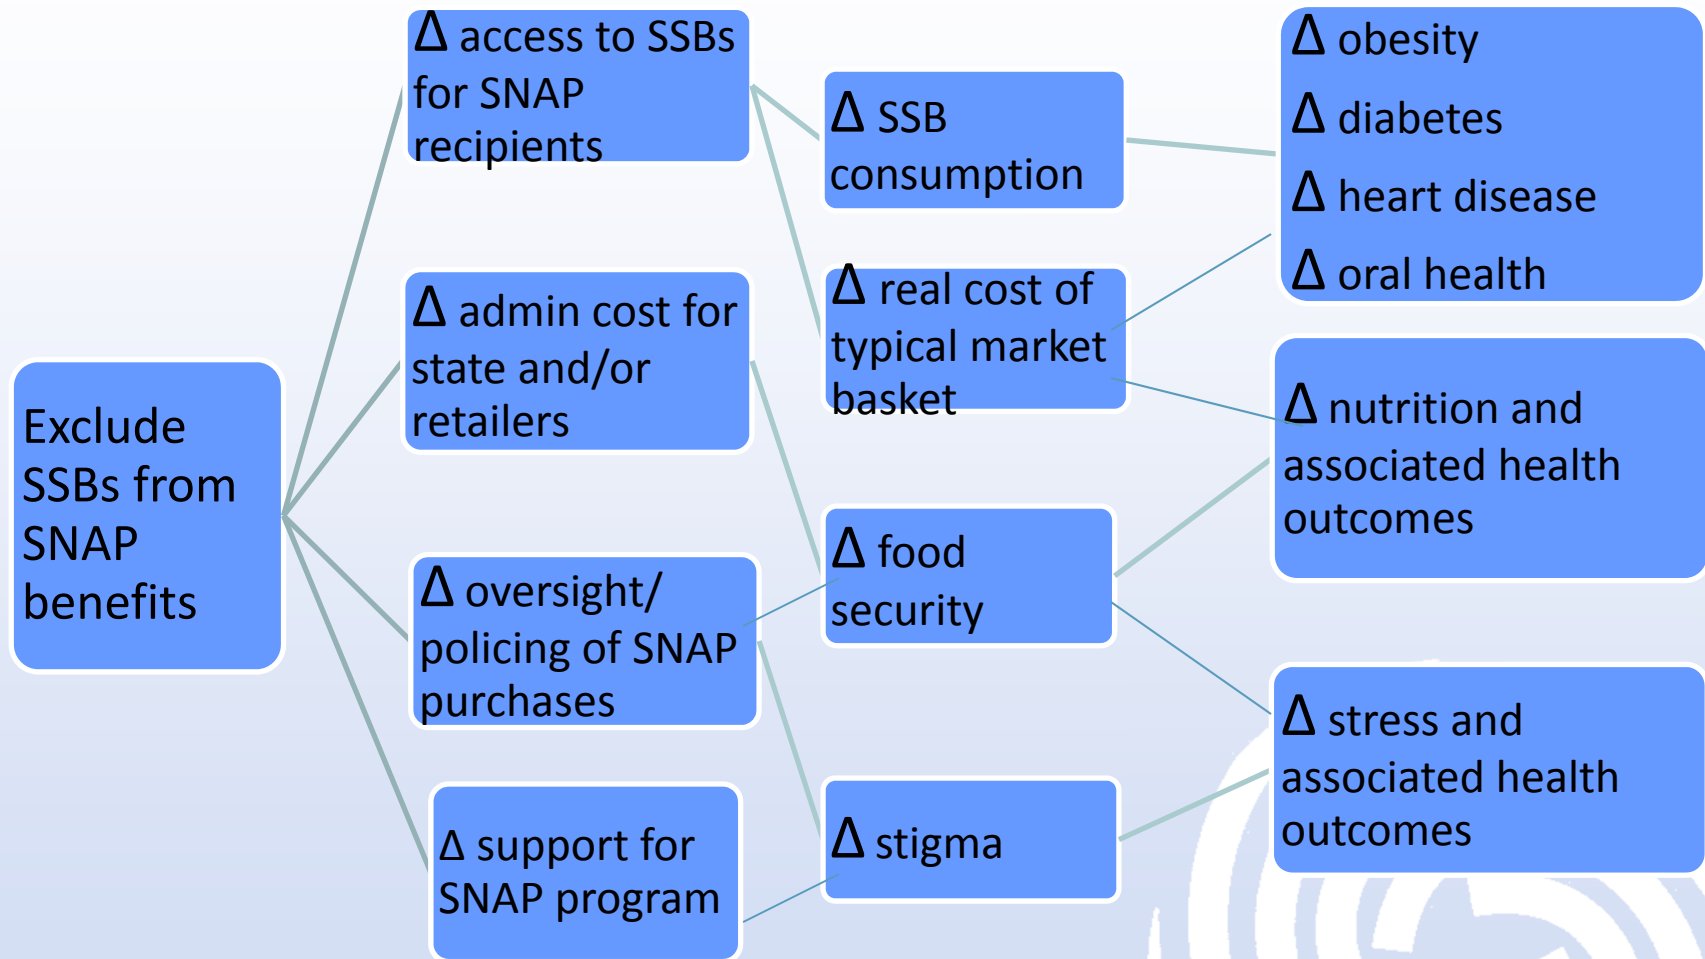 Exclude
SSBs from
SNAP
benefits
Δ access to SSBs
for SNAP
recipients
Δ admin cost for
state and/or
retailers
Δ oversight/
policing of SNAP
purchases
Δ support for
SNAP program
Δ SSB
consumption
Δ real cost of
typical market
basket
Δ food
security
Δ stigma
Δ obesity
Δ diabetes
Δ heart disease
Δ oral health
Δ nutrition and
associated health
outcomes
Δ stress and
associated health
outcomes